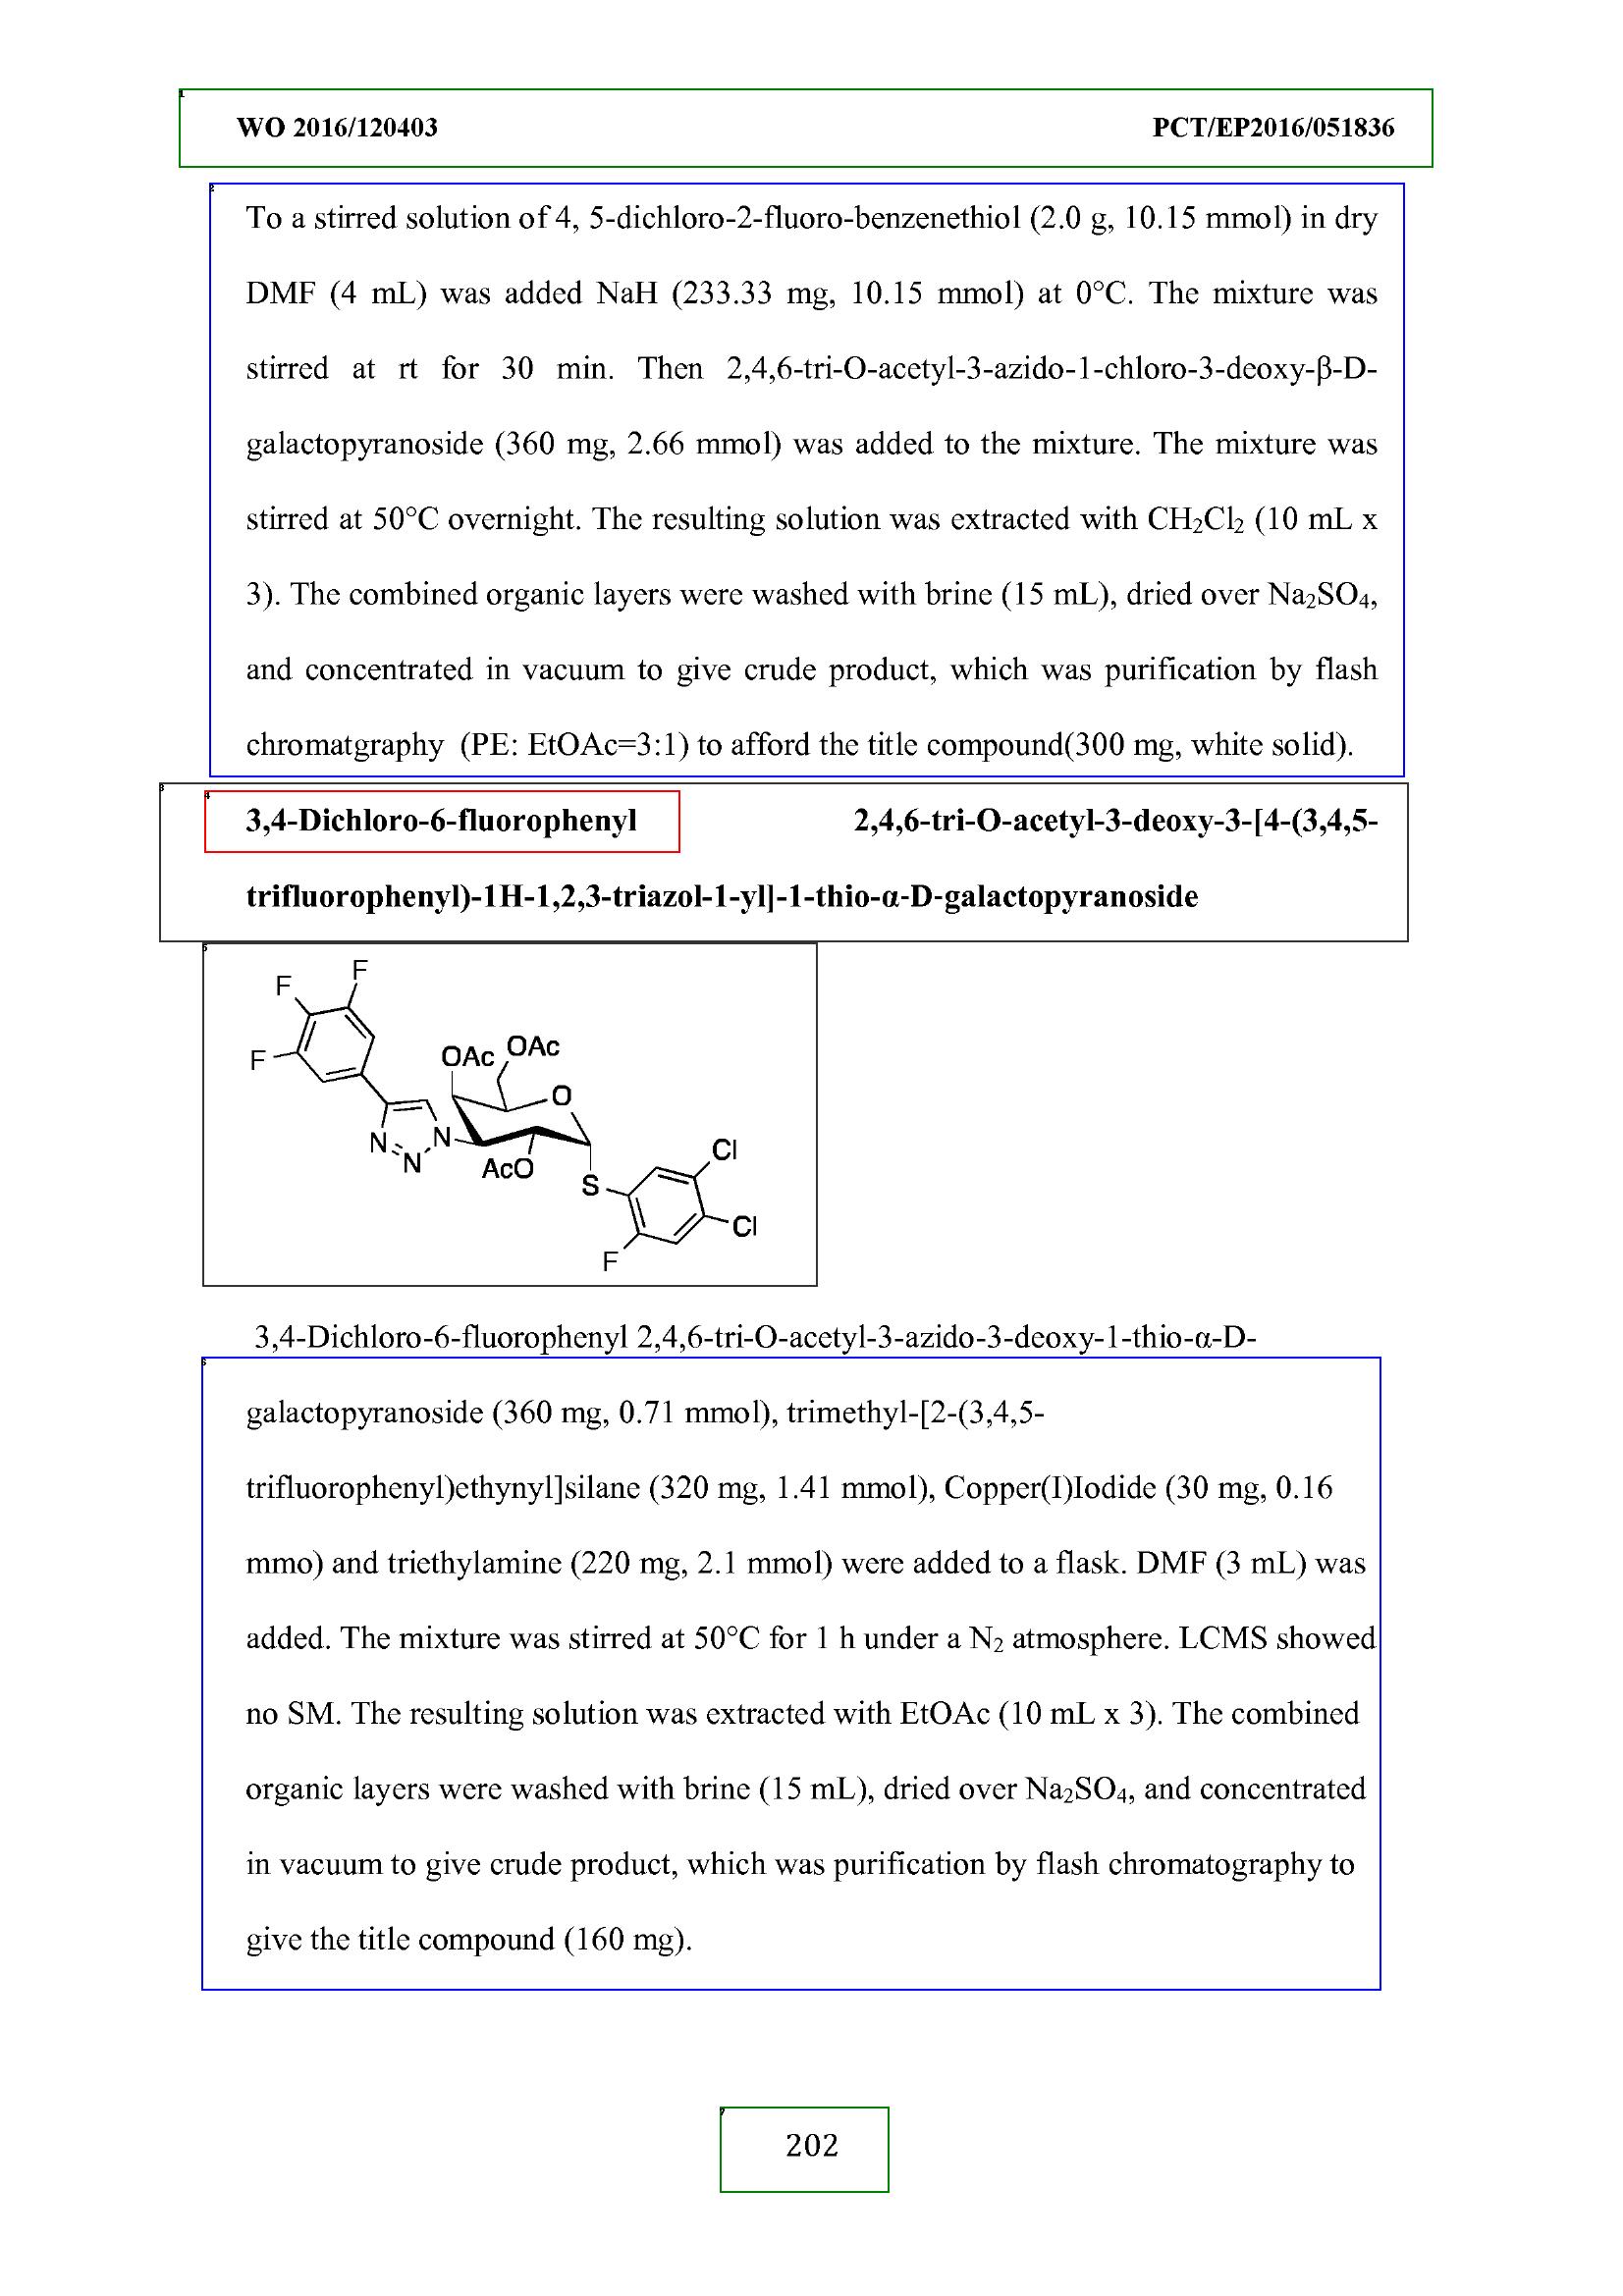 WO 2016/120403 PCT/EP2016/051836
To a stirred solution of 4, 5-dichloro-2-fluoro-benzenethiol (2.0 g, 10.15 mmol) in dry
DMF (4 mL) was added NaH (233.33 mg, 10.15 mmol) at 0°C. The mixture was
stirred at rt for 30 min. Then 2,4,6-tri-O-acetyl-3-azido-1-chloro-3-deoxy-β-D-
galactopyranoside (360 mg, 2.66 mmol) was added to the mixture. The mixture was
stirred at 50°C overnight. The resulting solution was extracted with CH₂Cl₂ (10 mL x
3). The combined organic layers were washed with brine (15 mL), dried over Na₂SO₄,
and concentrated in vacuum to give crude product, which was purification by flash
chromatgraphy (PE: EtOAc=3:1) to afford the title compound(300 mg, white solid).
3,4-Dichloro-6-fluorophenyl 2,4,6-tri-O-acetyl-3-deoxy-3-[4-(3,4,5-
trifluorophenyl)-1H-1,2,3-triazol-1-yl]-1-thio-α-D-galactopyranoside
F
F
F
OAc
OAc
O
N
N
N
AcO
S
Cl
Cl
F
3,4-Dichloro-6-fluorophenyl 2,4,6-tri-O-acetyl-3-azido-3-deoxy-1-thio-α-D-
galactopyranoside (360 mg, 0.71 mmol), trimethyl-[2-(3,4,5-
trifluorophenyl)ethynyl]silane (320 mg, 1.41 mmol), Copper(I)Iodide (30 mg, 0.16
mmo) and triethylamine (220 mg, 2.1 mmol) were added to a flask. DMF (3 mL) was
added. The mixture was stirred at 50°C for 1 h under a N₂ atmosphere. LCMS showed
no SM. The resulting solution was extracted with EtOAc (10 mL x 3). The combined
organic layers were washed with brine (15 mL), dried over Na₂SO₄, and concentrated
in vacuum to give crude product, which was purification by flash chromatography to
give the title compound (160 mg).
202